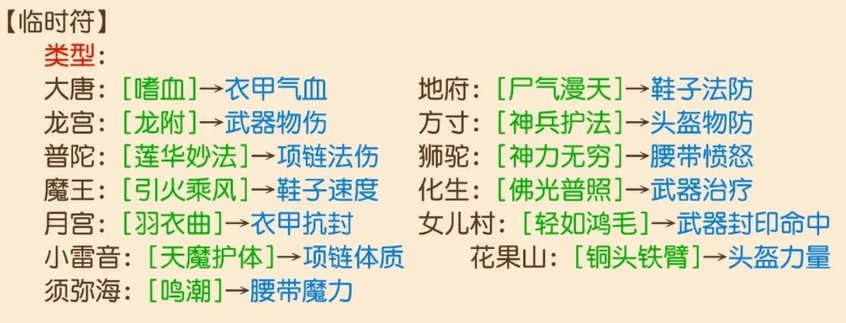 【临时符】
类型：
大唐：[嗜血]→衣甲气血 地府：[尸气漫天]→鞋子法防
龙宫：[龙附]→武器物伤 方寸：[神兵护法]→头盔物防
普陀：[莲华妙法]→项链法伤 狮驼：[神力无穷]→腰带愤怒
魔王：[引火乘风]→鞋子速度 化生：[佛光普照]→武器治疗
月宫：[羽衣曲]→衣甲抗封 女儿村：[轻如鸿毛]→武器封印命中
小雷音：[天魔护体]→项链体质 花果山：[铜头铁臂]→头盔力量
须弥海：[鸣潮]→腰带魔力